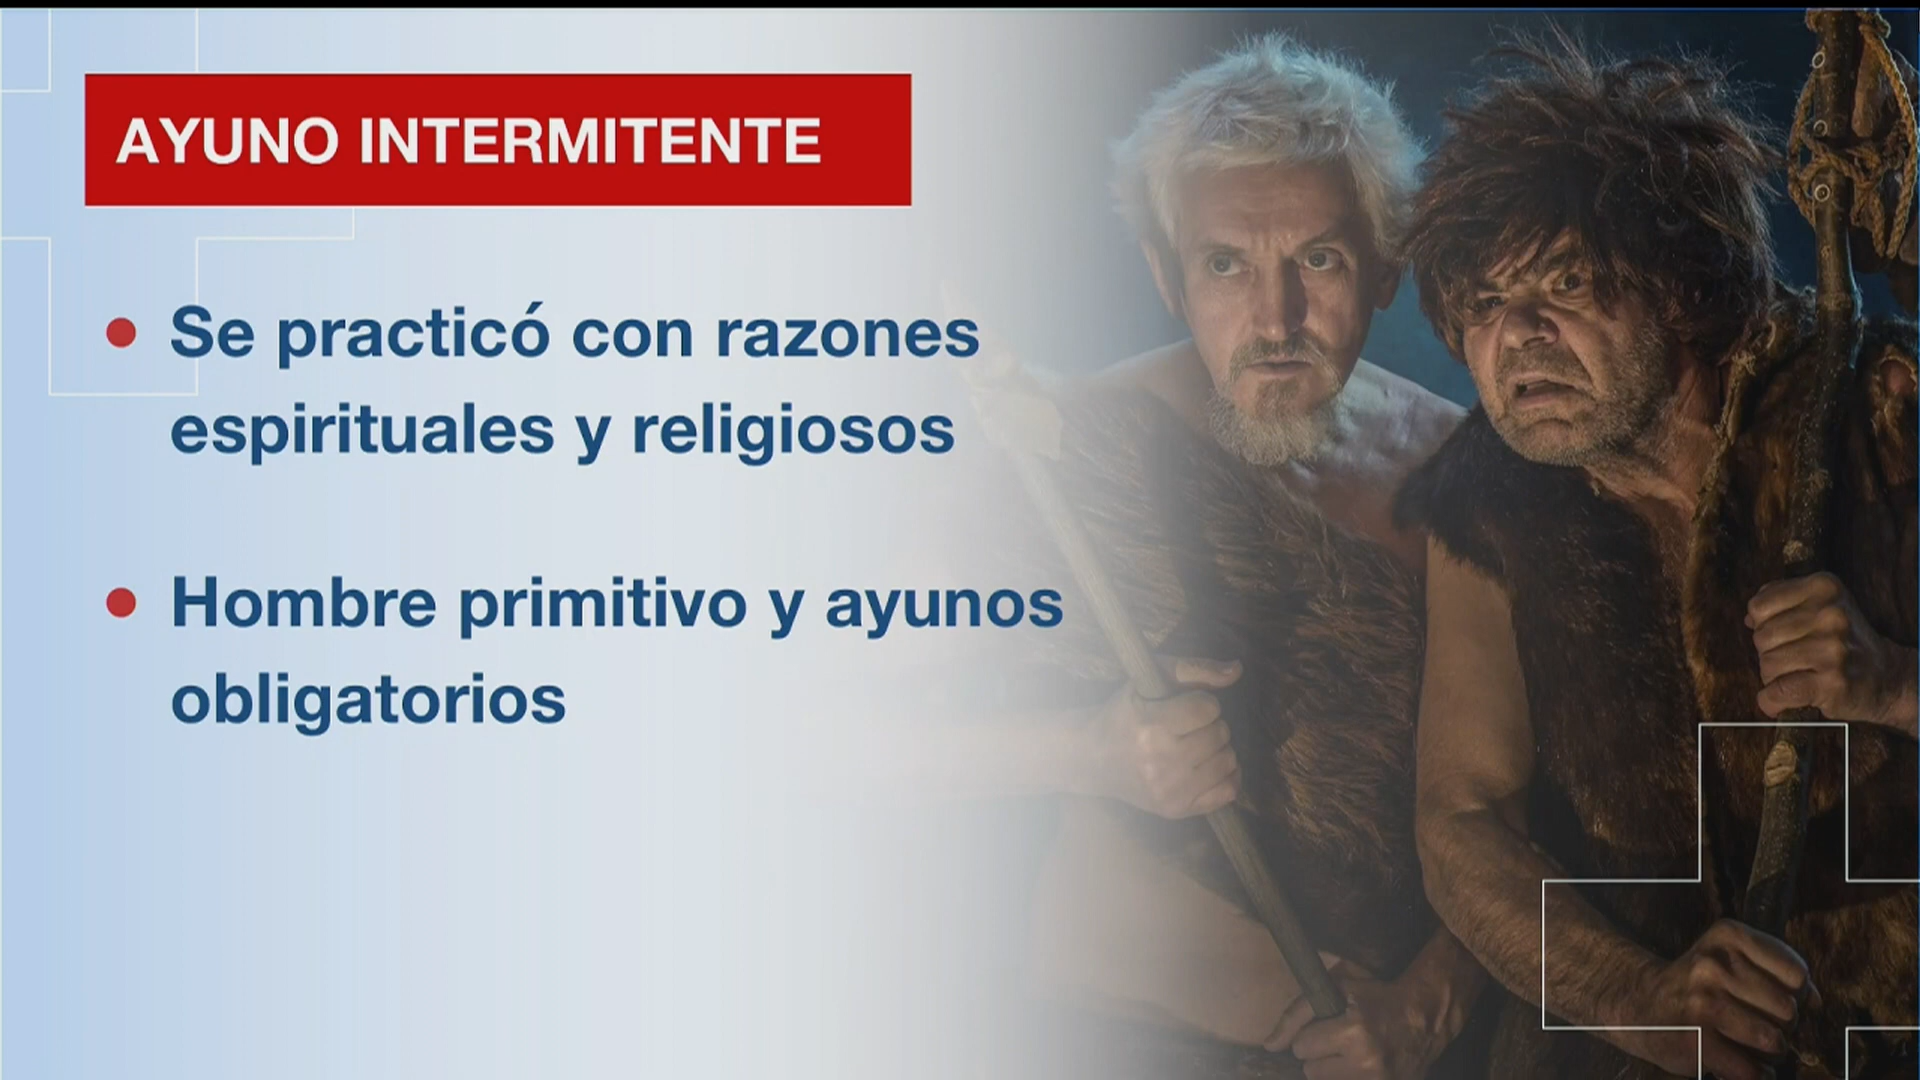 AYUNO INTERMITENTE
Se practicó con razones
espirituales y religiosos
Hombre primitivo y ayunos
obligatorios